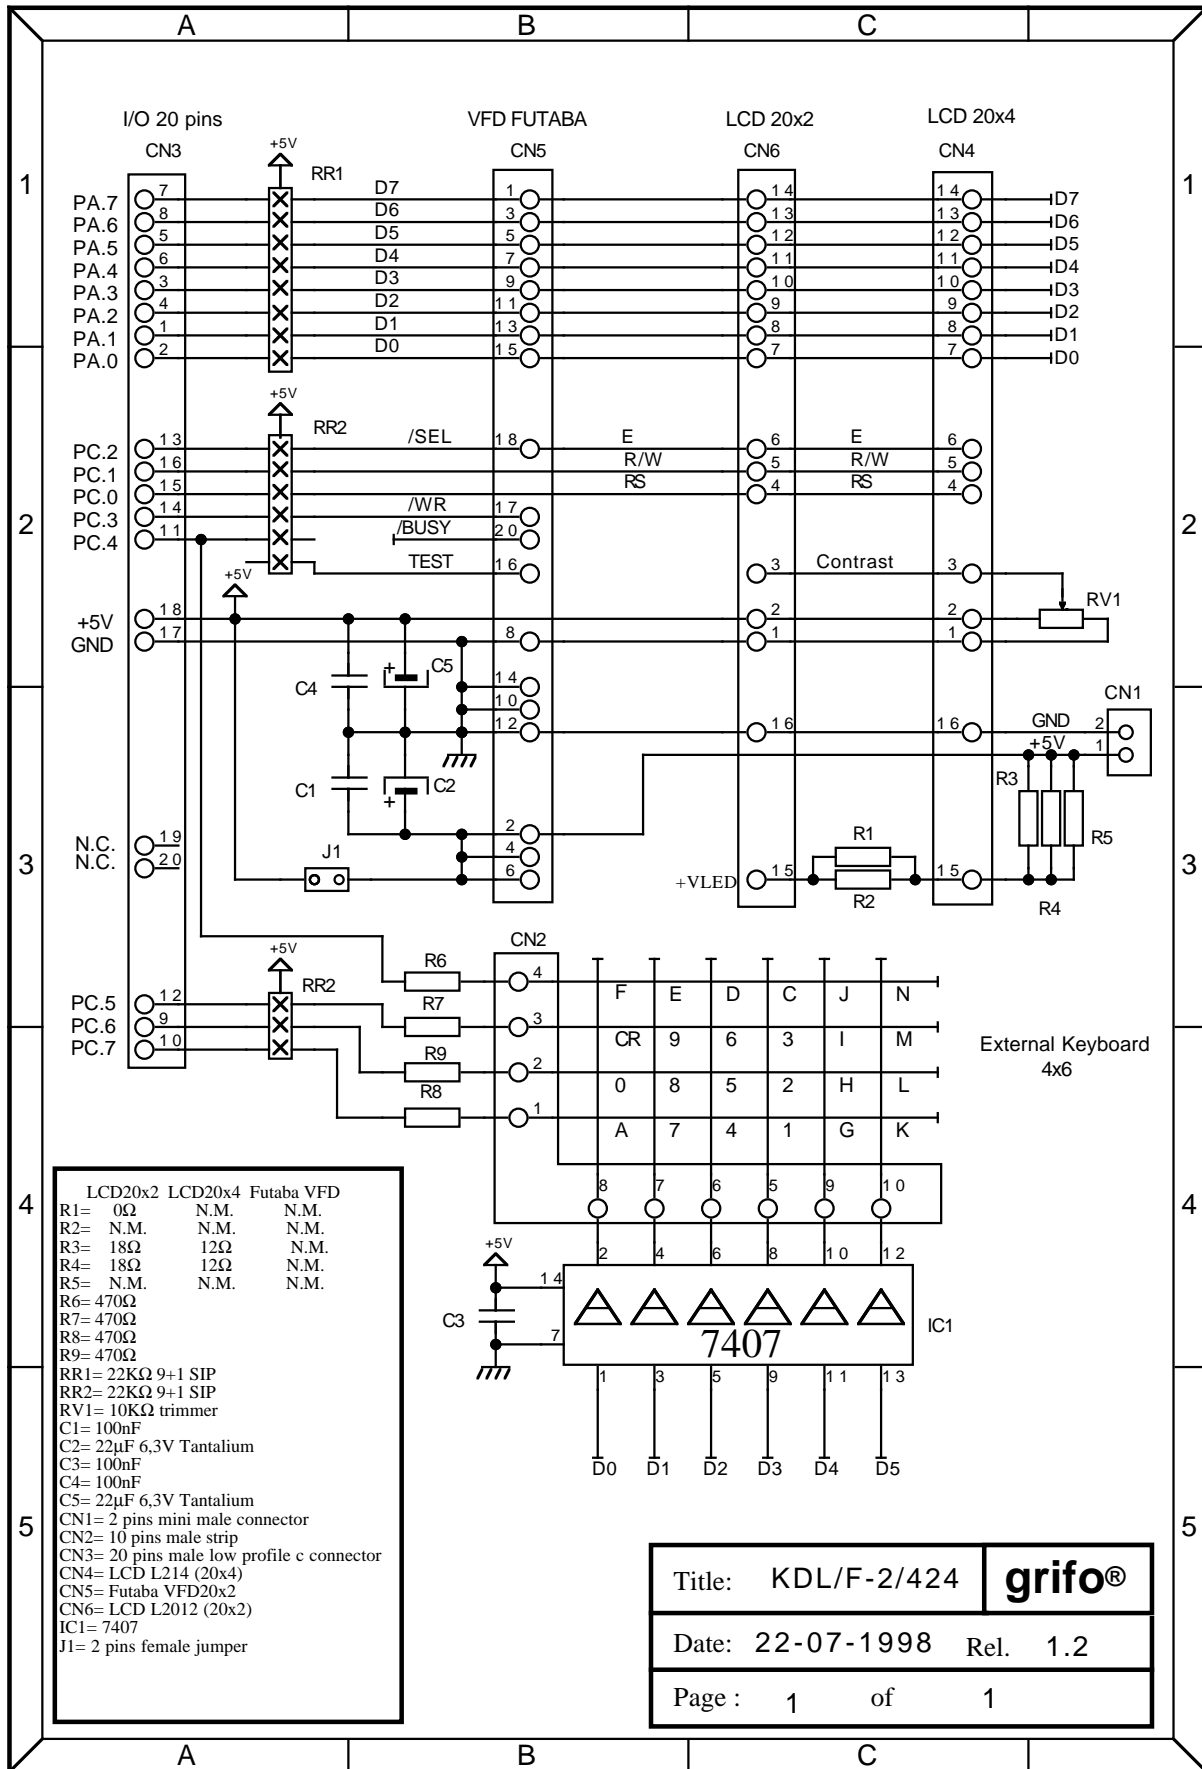 A B C
I/O 20 pins VFD FUTABA LCD 20x2 LCD 20x4
CN3 +5V RR1 CN5 CN6 CN4
1 1
PA.7 7 D7 1 14 14 D7
PA.6 8 D6 3 13 13 D6
PA.5 5 D5 5 12 12 D5
PA.4 6 D4 7 11 11 D4
PA.3 3 D3 9 10 10 D3
PA.2 4 D2 11 9 9 D2
PA.1 1 D1 13 8 8 D1
PA.0 2 D0 15 7 7 D0
+5V RR2
PC.2 13 /SEL 18 E 6 E 6
PC.1 16 R/W 5 R/W 5
PC.0 15 RS 4 RS 4
PC.3 14 /WR 17
2 2
PC.4 11 /BUSY 20
TEST 16 3 Contrast 3
+5V
+5V 18 2 2 RV1
GND 17 8 1 1
C4 + C5 14
10
12 16 16 GND 2 CN1
+5V 1
C1 + C2 R3 R5 R4
N.C. 19 2
N.C. 20 4
J1 6
3 3
+VLED 15 R1 R2 15
CN2
+5V RR2
R6 4 F E D C J N
PC.5 12 R7 3 CR 9 6 3 I M
PC.6 9 R9 2 0 8 5 2 H L
PC.7 10 R8 1 A 7 4 1 G K
External Keyboard
4x6
4 4
8 7 6 5 9 10
2 4 6 8 10 12
+5V 14
C3 7
7407
IC1
1 3 5 9 11 13
D0 D1 D2 D3 D4 D5
LCD20x2 LCD20x4 Futaba VFD
R1= 0Ω N.M. N.M.
R2= N.M. N.M. N.M.
R3= 18Ω 12Ω N.M.
R4= 18Ω 12Ω N.M.
R5= N.M. N.M. N.M.
R6= 470Ω
R7= 470Ω
R8= 470Ω
R9= 470Ω
RR1= 22KΩ 9+1 SIP
RR2= 22KΩ 9+1 SIP
RV1= 10KΩ trimmer
C1= 100nF
C2= 22µF 6,3V Tantalium
C3= 100nF
C4= 100nF
C5= 22µF 6,3V Tantalium
CN1= 2 pins mini male connector
CN2= 10 pins male strip
CN3= 20 pins male low profile c connector
CN4= LCD L214 (20x4)
CN5= Futaba VFD20x2
CN6= LCD L2012 (20x2)
IC1= 7407
J1= 2 pins female jumper
5 5
Title: KDL/F-2/424 grifo®
Date: 22-07-1998 Rel. 1.2
Page : 1 of 1
A B C